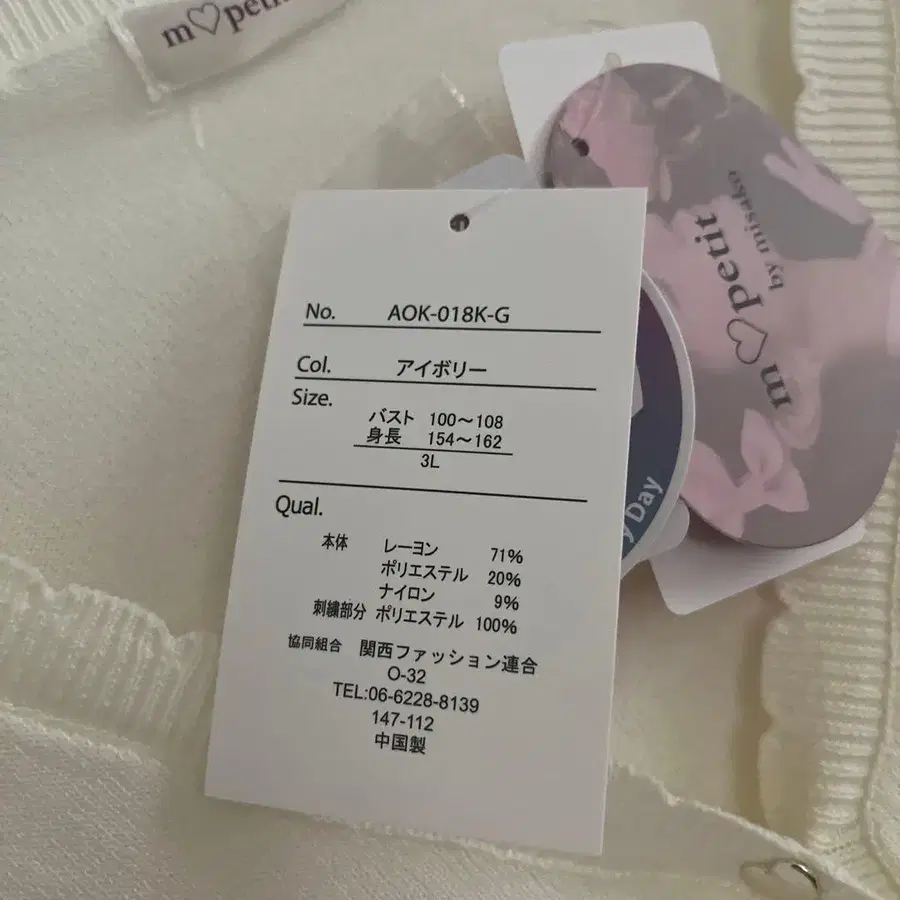 m♡peti
m♡petit
by misako
y Day
No. AOK-018K-G
Col. アイボリー
Size.
バスト 100〜108
身長 154〜162
3L
Qual.
本体 レーヨン 71%
ポリエステル 20%
ナイロン 9%
刺繍部分 ポリエステル 100%
協同組合 関西ファッション連合
O-32
TEL:06-6228-8139
147-112
中国製